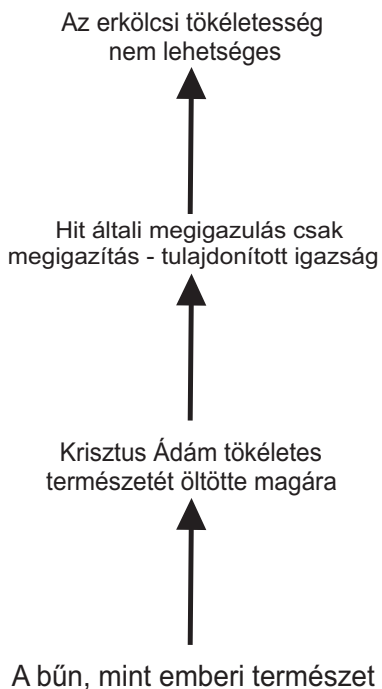 Az erkölcsi tökéletesség
nem lehetséges
Hit általi megigazulás csak
megigazítás - tulajdonított igazság
Krisztus Ádám tökéletes
természetét öltötte magára
A bűn, mint emberi természet